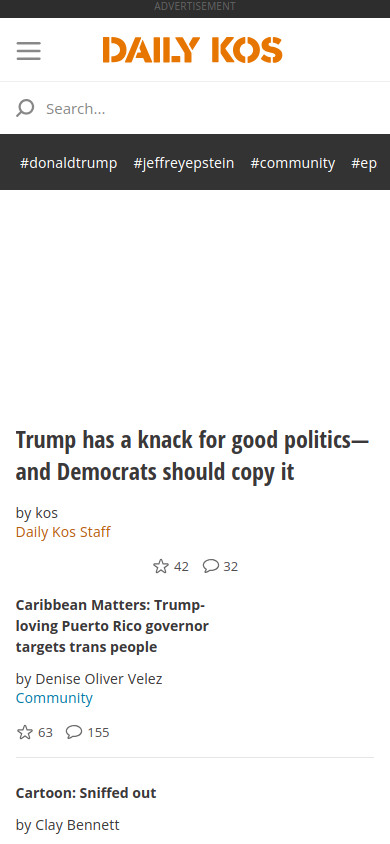 ADVERTISEMENT
DAILY KOS
Search...
#donaldtrump #jeffreyepstein #community #ep
Trump has a knack for good politics—
and Democrats should copy it
by kos
Daily Kos Staff
42 32
Caribbean Matters: Trump-
loving Puerto Rico governor
targets trans people
by Denise Oliver Velez
Community
63 155
Cartoon: Sniffed out
by Clay Bennett